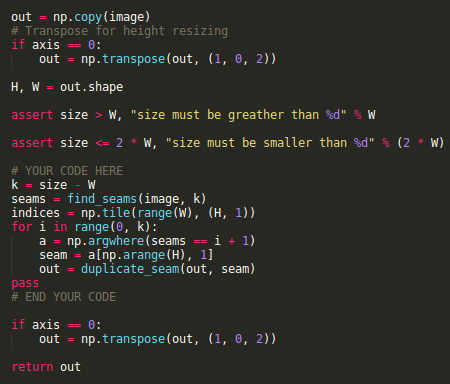 out = np.copy(image)
# Transpose for height resizing
if axis == 0:
    out = np.transpose(out, (1, 0, 2))

H, W = out.shape

assert size > W, "size must be greather than %d" % W

assert size <= 2 * W, "size must be smaller than %d" % (2 * W)

# YOUR CODE HERE
k = size - W
seams = find_seams(image, k)
indices = np.tile(range(W), (H, 1))
for i in range(0, k):
    a = np.argwhere(seams == i + 1)
    seam = a[np.arange(H), 1]
    out = duplicate_seam(out, seam)
pass
# END YOUR CODE

if axis == 0:
    out = np.transpose(out, (1, 0, 2))

return out